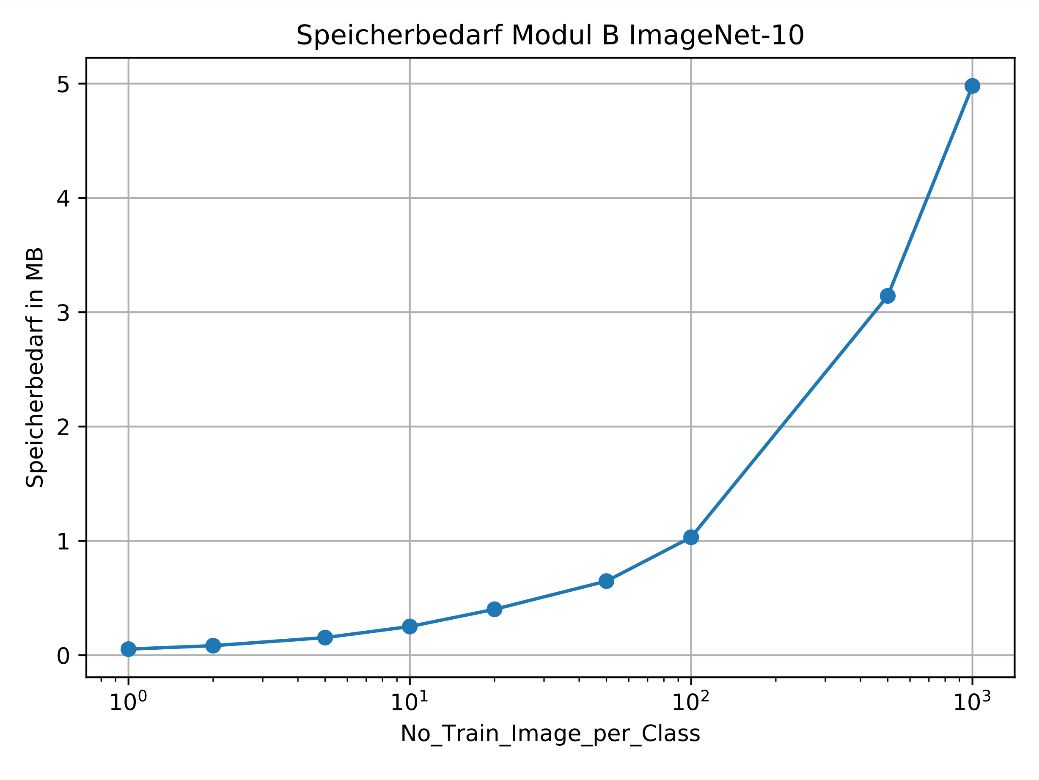 Speicherbedarf Modul B ImageNet-10
Speicherbedarf in MB
5
4
3
2
1
0
10⁰ 10¹ 10² 10³
No_Train_Image_per_Class